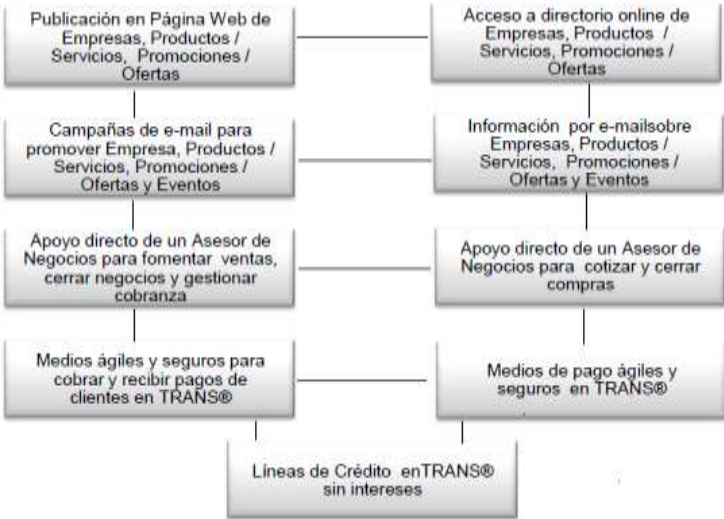 Publicación en Página Web de
Empresas, Productos /
Servicios, Promociones /
Ofertas
Acceso a directorio online de
Empresas, Productos /
Servicios, Promociones /
Ofertas
Campañas de e-mail para
promover Empresa, Productos /
Servicios, Promociones /
Ofertas y Eventos
Información por e-mailsobre
Empresas, Productos /
Servicios, Promociones /
Ofertas y Eventos
Apoyo directo de un Asesor de
Negocios para fomentar ventas,
cerrar negocios y gestionar
cobranza
Apoyo directo de un Asesor de
Negocios para cotizar y cerrar
compras
Medios ágiles y seguros para
cobrar y recibir pagos de
clientes en TRANS®
Medios de pago ágiles y
seguros en TRANS®
Líneas de Crédito enTRANS®
sin intereses